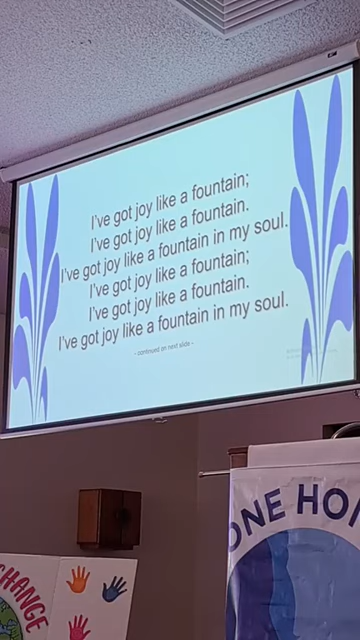 I've got joy like a fountain;
I've got joy like a fountain.
I've got joy like a fountain in my soul.
I've got joy like a fountain;
I've got joy like a fountain.
I've got joy like a fountain in my soul.
- continued on next slide -
ONE HO
CHANGE